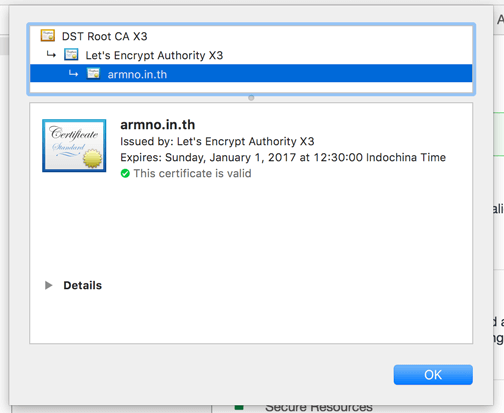 DST Root CA X3
Let's Encrypt Authority X3
armno.in.th
Certificate
Standard
armno.in.th
Issued by: Let's Encrypt Authority X3
Expires: Sunday, January 1, 2017 at 12:30:00 Indochina Time
This certificate is valid
Details
OK
Secure Resources